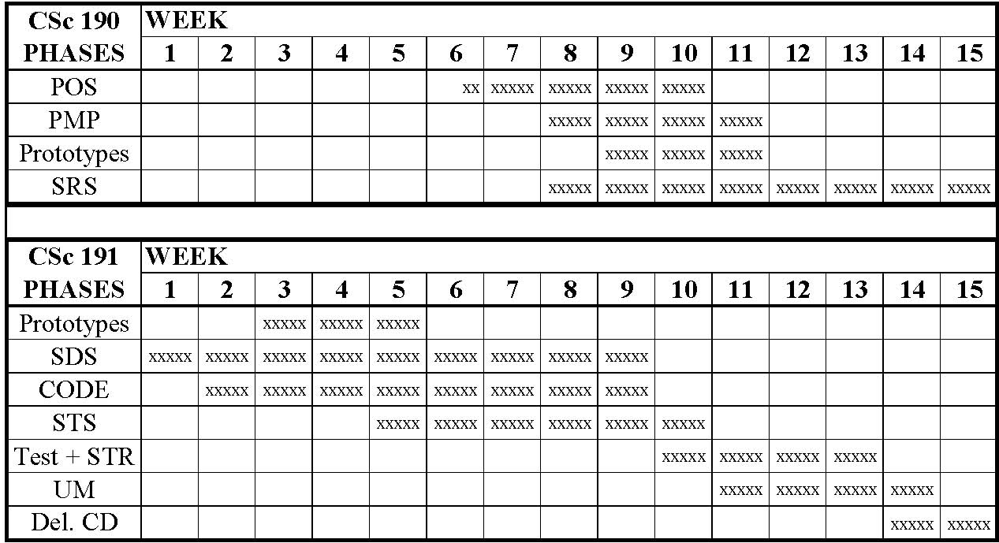 CSc 190 WEEK
PHASES 1 2 3 4 5 6 7 8 9 10 11 12 13 14 15
POS xx xxxxx xxxxx xxxxx xxxxx
PMP xxxxx xxxxx xxxxx xxxxx
Prototypes xxxxx xxxxx xxxxx
SRS xxxxx xxxxx xxxxx xxxxx xxxxx xxxxx xxxxx xxxxx
CSc 191 WEEK
PHASES 1 2 3 4 5 6 7 8 9 10 11 12 13 14 15
Prototypes xxxxx xxxxx xxxxx
SDS xxxxx xxxxx xxxxx xxxxx xxxxx xxxxx xxxxx xxxxx xxxxx
CODE xxxxx xxxxx xxxxx xxxxx xxxxx xxxxx xxxxx xxxxx
STS xxxxx xxxxx xxxxx xxxxx xxxxx xxxxx
Test + STR xxxxx xxxxx xxxxx xxxxx
UM xxxxx xxxxx xxxxx xxxxx
Del. CD xxxxx xxxxx